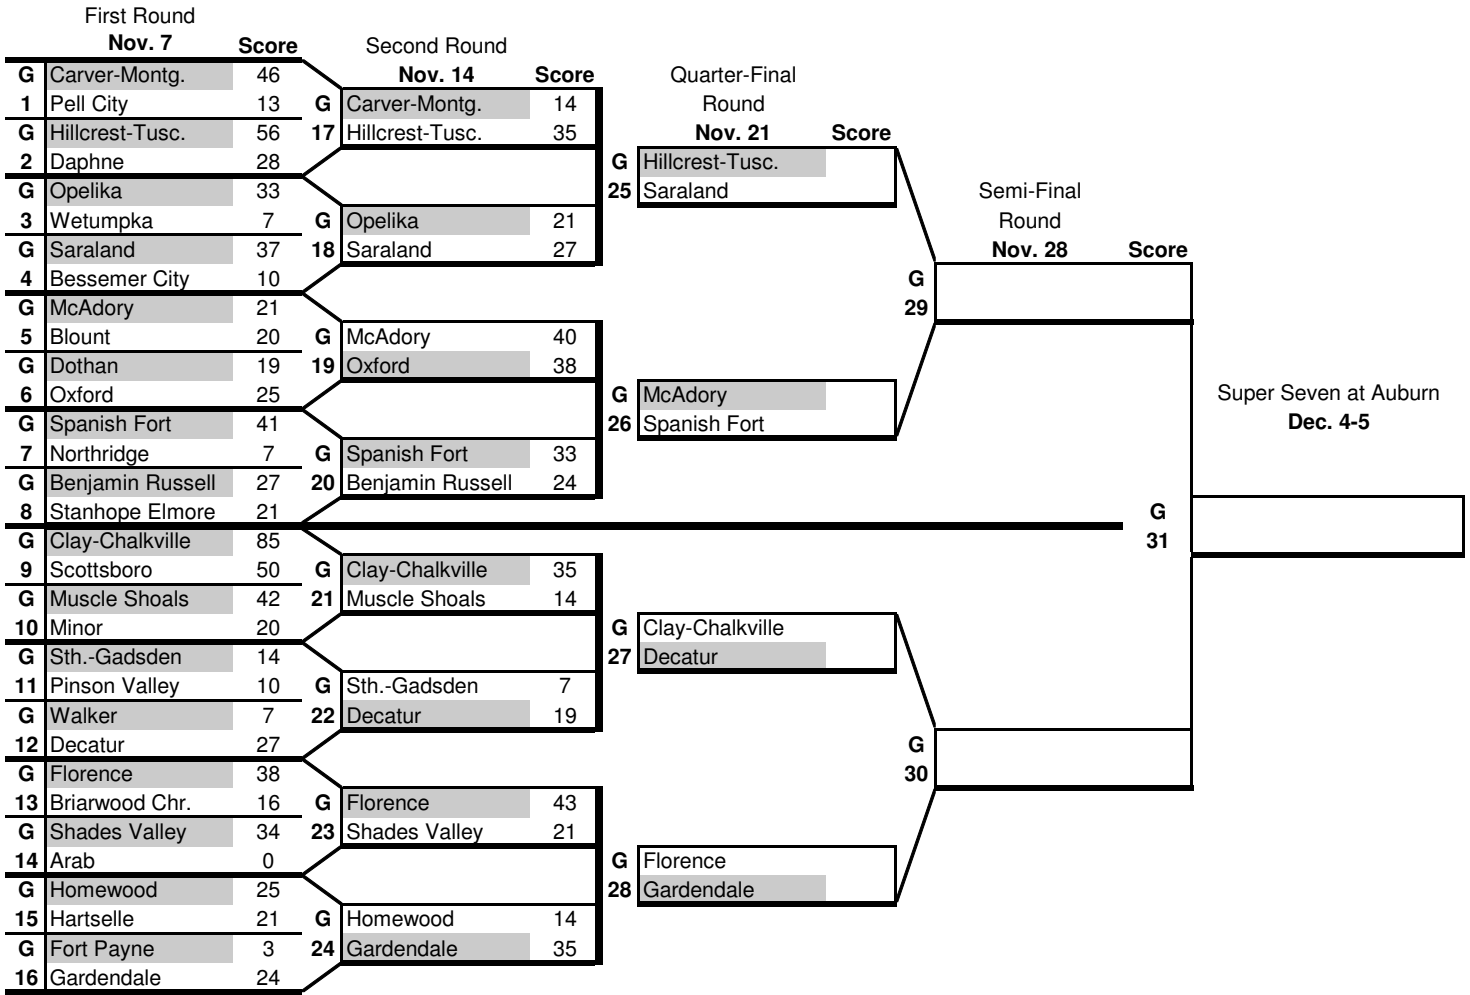 First Round
Nov. 7 Score
G Carver-Montg. 46
1 Pell City 13
G Hillcrest-Tusc. 56
2 Daphne 28
G Opelika 33
3 Wetumpka 7
G Saraland 37
4 Bessemer City 10
G McAdory 21
5 Blount 20
G Dothan 19
6 Oxford 25
G Spanish Fort 41
7 Northridge 7
G Benjamin Russell 27
8 Stanhope Elmore 21
G Clay-Chalkville 85
9 Scottsboro 50
G Muscle Shoals 42
10 Minor 20
G Sth.-Gadsden 14
11 Pinson Valley 10
G Walker 7
12 Decatur 27
G Florence 38
13 Briarwood Chr. 16
G Shades Valley 34
14 Arab 0
G Homewood 25
15 Hartselle 21
G Fort Payne 3
16 Gardendale 24
Second Round
Nov. 14 Score
G Carver-Montg. 14
17 Hillcrest-Tusc. 35
G Opelika 21
18 Saraland 27
G McAdory 40
19 Oxford 38
G Spanish Fort 33
20 Benjamin Russell 24
G Clay-Chalkville 35
21 Muscle Shoals 14
G Sth.-Gadsden 7
22 Decatur 19
G Florence 43
23 Shades Valley 21
G Homewood 14
24 Gardendale 35
Quarter-Final
Round
Nov. 21 Score
G Hillcrest-Tusc.
25 Saraland
G McAdory
26 Spanish Fort
G Clay-Chalkville
27 Decatur
G Florence
28 Gardendale
Semi-Final
Round
Nov. 28 Score
G
29
G
30
Super Seven at Auburn
Dec. 4-5
G
31